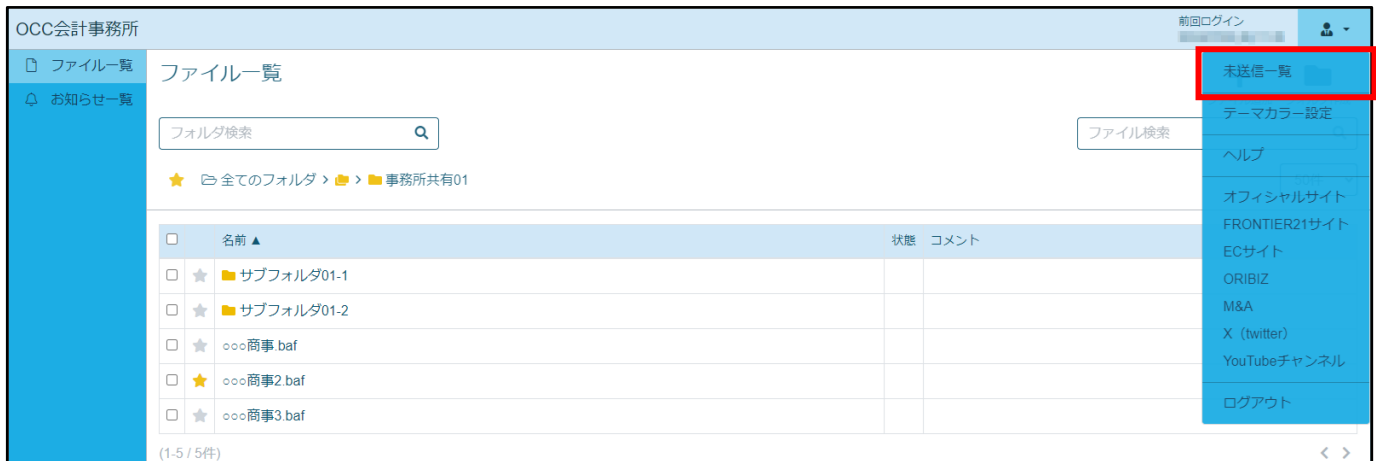 OCC会計事務所
前回ログイン
ファイル一覧
お知らせ一覧
ファイル一覧
未送信一覧
テーマカラー設定
フォルダ検索
ファイル検索
ヘルプ
全てのフォルダ > > 事務所共有01
オフィシャルサイト
FRONTIER21サイト
ECサイト
ORIBIZ
M&A
X（twitter）
YouTubeチャンネル
ログアウト
名前▲ 状態 コメント
サブフォルダ01-1
サブフォルダ01-2
○○○商事.baf
○○○商事2.baf
○○○商事3.baf
(1-5 / 5件)